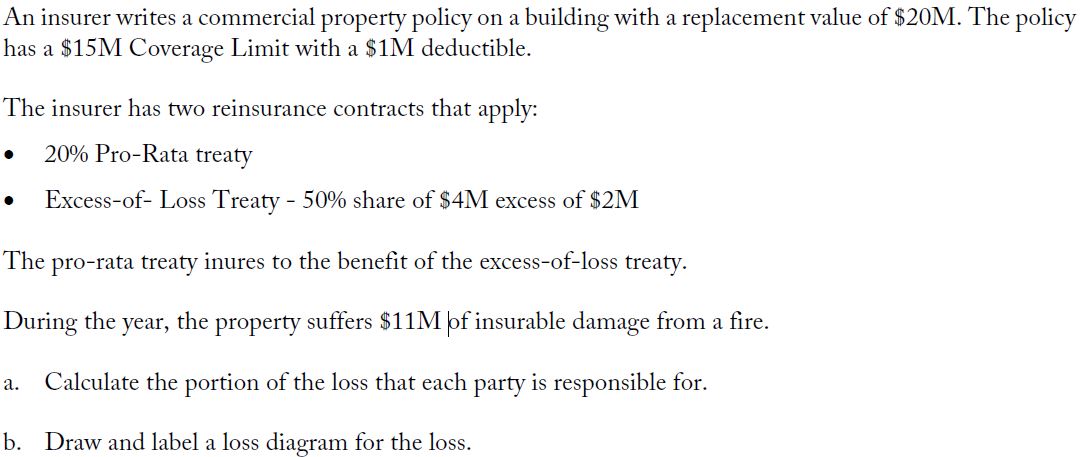 An insurer writes a commercial property policy on a building with a replacement value of $20M. The policy
has a $15M Coverage Limit with a $1M deductible.
The insurer has two reinsurance contracts that apply:
• 20% Pro-Rata treaty
• Excess-of- Loss Treaty - 50% share of $4M excess of $2M
The pro-rata treaty inures to the benefit of the excess-of-loss treaty.
During the year, the property suffers $11M of insurable damage from a fire.
a. Calculate the portion of the loss that each party is responsible for.
b. Draw and label a loss diagram for the loss.